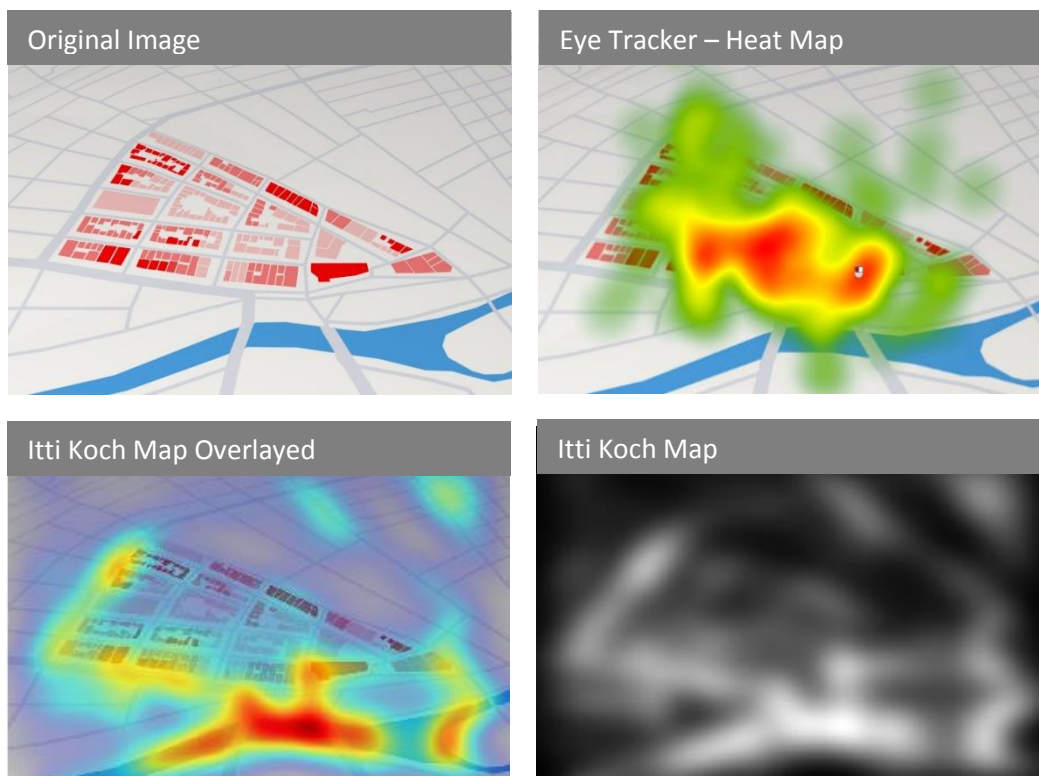 Original Image
Eye Tracker – Heat Map
Itti Koch Map Overlayed
Itti Koch Map